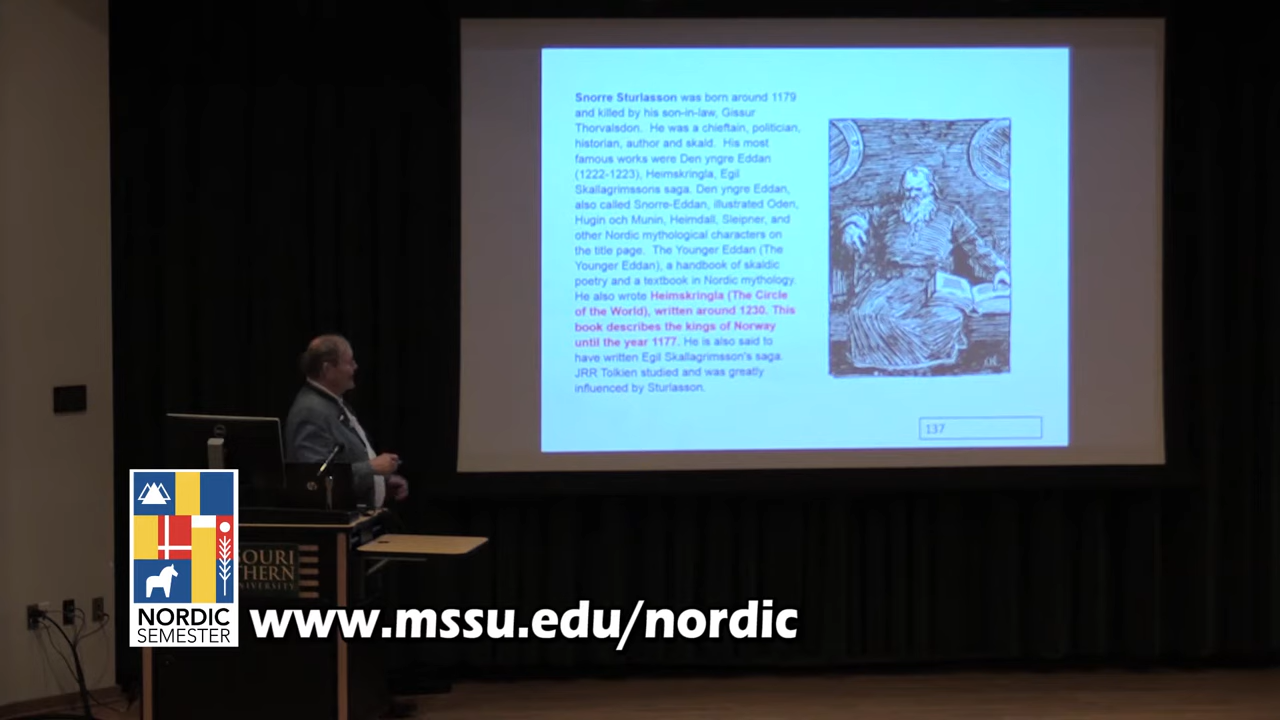 Snorre Sturlasson was born around 1179
and killed by his son-in-law, Gissur
Thorvalsdon. He was a chieftain, politician,
historian, author and skald. His most
famous works were Den yngre Eddan
(1222-1223), Heimskringla, Egil
Skallagrimssons saga. Den yngre Eddan,
also called Snorre-Eddan, illustrated Oden,
Hugin och Munin, Heimdall, Sleipner, and
other Nordic mythological characters on
the title page. The Younger Eddan (The
Younger Eddan), a handbook of skaldic
poetry and a textbook in Nordic mythology.
He also wrote Heimskringla (The Circle
of the World), written around 1230. This
book describes the kings of Norway
until the year 1177. He is also said to
have written Egil Skallagrimsson's saga.
JRR Tolkien studied and was greatly
influenced by Sturlasson.
137
SOURI
THERN
UNIVERSITY
NORDIC
SEMESTER
www.mssu.edu/nordic